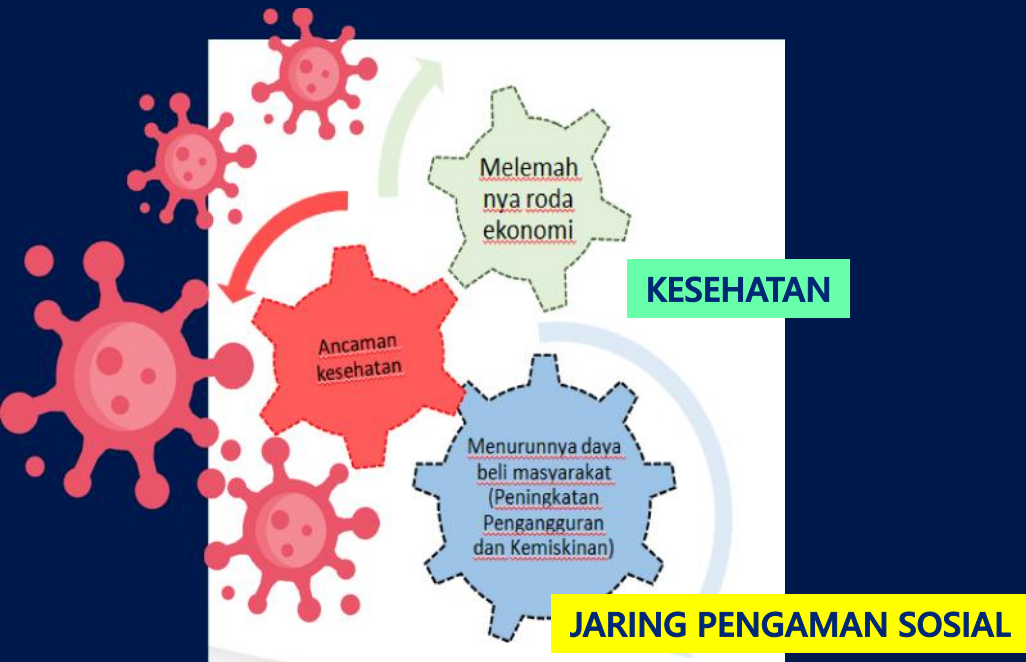 Melemah
nya roda
ekonomi
KESEHATAN
Ancaman
kesehatan
Menurunnya daya
beli masyarakat
(Peningkatan
Pengangguran
dan Kemiskinan)
JARING PENGAMAN SOSIAL